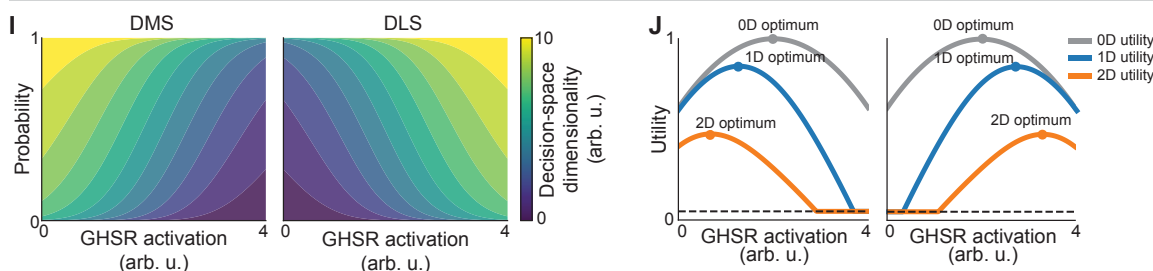 I
DMS
DLS
1
Probability
0
0
GHSR activation
(arb. u.)
4
0
GHSR activation
(arb. u.)
4
10
0
Decision-space
dimensionality
(arb. u.)
J
1
Utility
0
0D optimum
1D optimum
2D optimum
0
GHSR activation
(arb. u.)
4
0D optimum
1D optimum
2D optimum
0
GHSR activation
(arb. u.)
4
0D utility
1D utility
2D utility